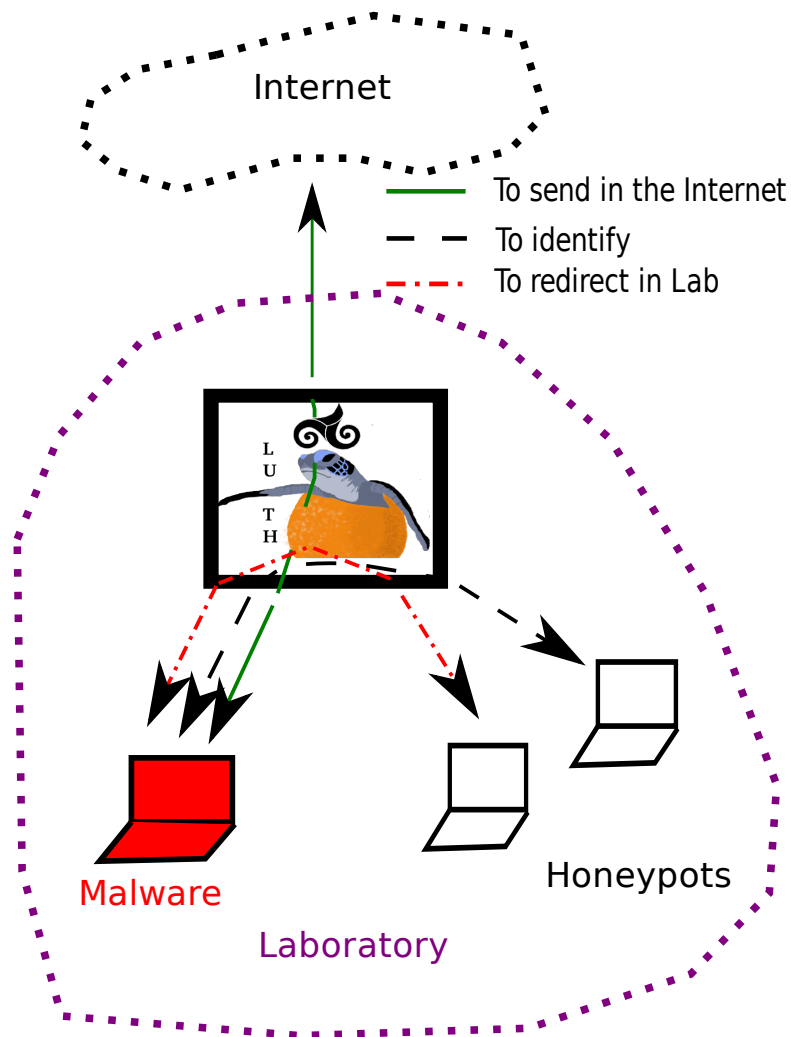 Internet
To send in the Internet
To identify
To redirect in Lab
L
U
T
H
Malware
Honeypots
Laboratory